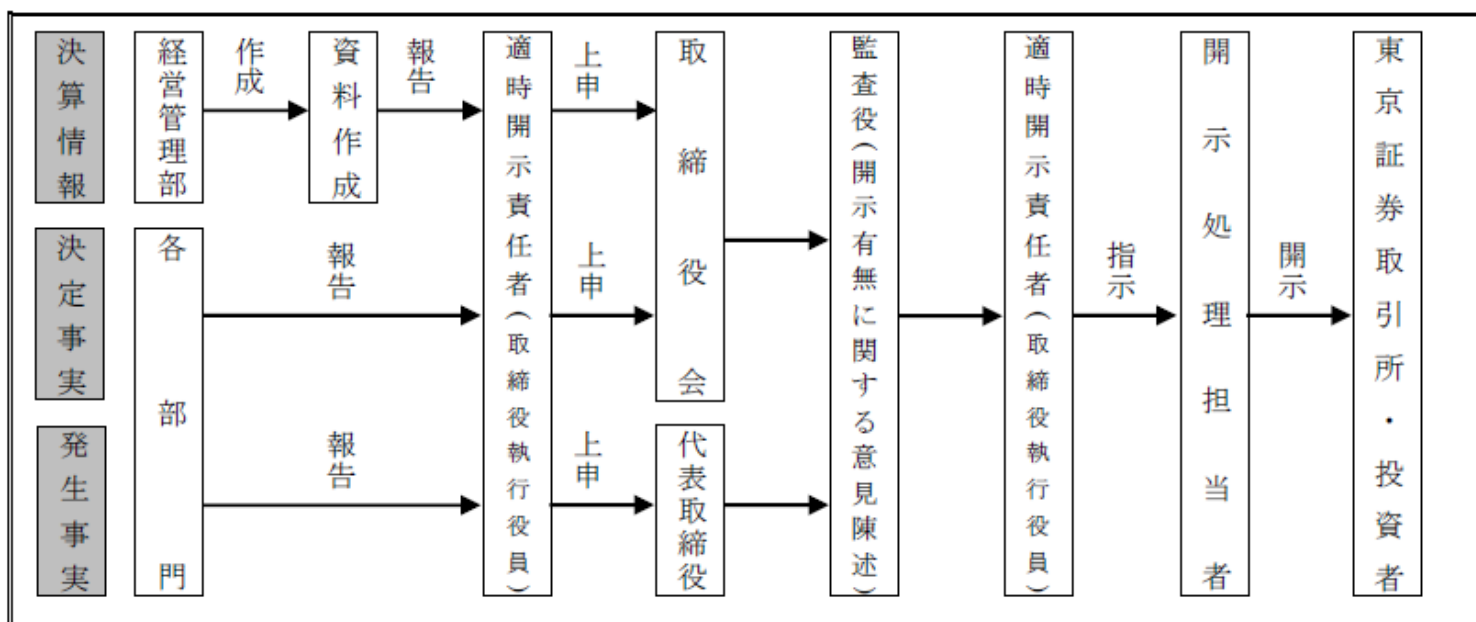 決算情報
経営管理部
作成
資料作成
報告
適時開示責任者(取締役執行役員)
上申
取締役会
監査役(開示有無に関する意見陳述)
適時開示責任者(取締役執行役員)
指示
開示処理担当者
開示
東京証券取引所・投資者
決定事実
各部門
報告
上申
発生事実
報告
上申
代表取締役